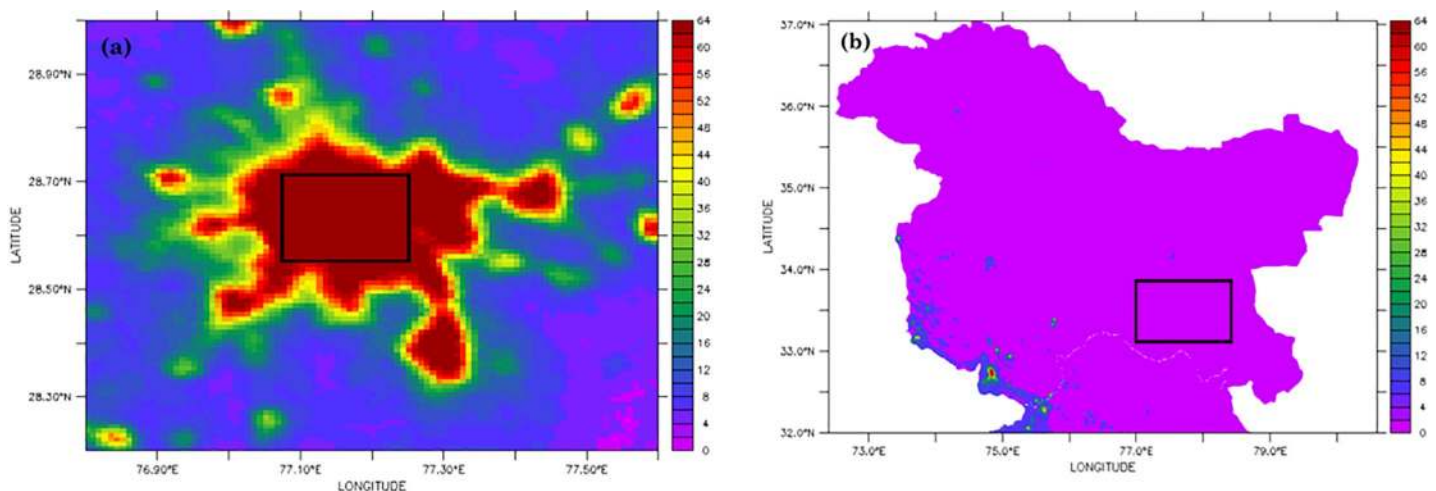 (a)
28.90°N
28.70°N
28.50°N
28.30°N
LATITUDE
76.90°E 77.10°E 77.30°E 77.50°E
LONGITUDE
64
60
56
52
48
44
40
36
32
28
24
20
16
12
8
4
0
(b)
37.0°N
36.0°N
35.0°N
34.0°N
33.0°N
32.0°N
LATITUDE
73.0°E 75.0°E 77.0°E 79.0°E
LONGITUDE
64
60
56
52
48
44
40
36
32
28
24
20
16
12
8
4
0